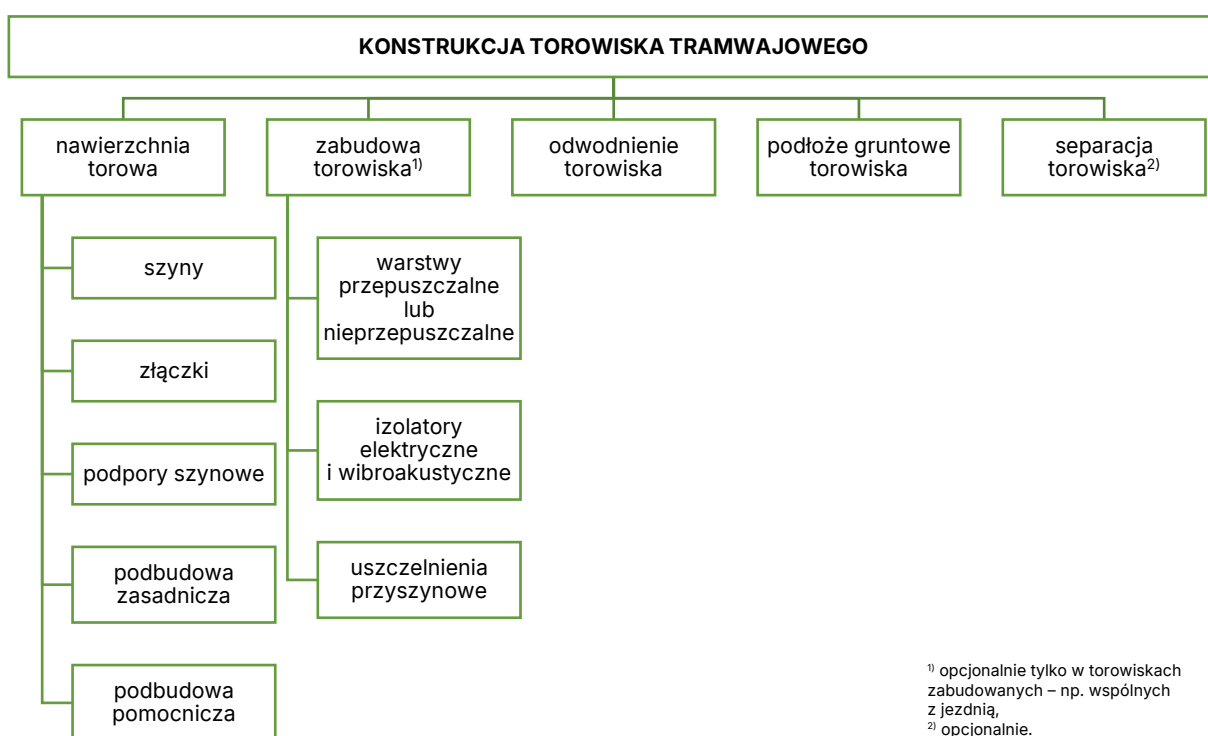 KONSTRUKCJA TOROWISKA TRAMWAJOWEGO
nawierzchnia
torowa
zabudowa
torowiska¹⁾
odwodnienie
torowiska
podłoże gruntowe
torowiska
separacja
torowiska²⁾
szyny
złączki
podpory szynowe
podbudowa
zasadnicza
podbudowa
pomocnicza
warstwy
przepuszczalne
lub
nieprzepuszczalne
izolatory
elektryczne
i wibroakustyczne
uszczelnienia
przyszynowe
¹⁾ opcjonalnie tylko w torowiskach
zabudowanych – np. wspólnych
z jezdnią,
²⁾ opcjonalnie.